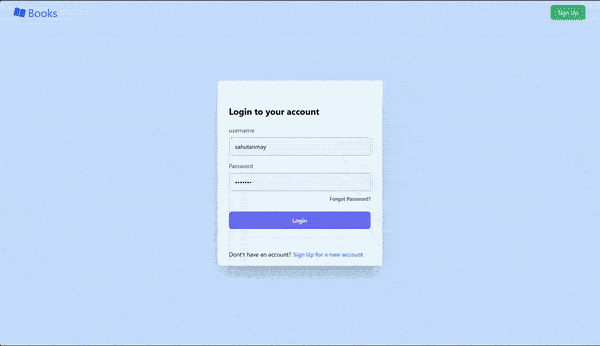 Books
Sign Up
Login to your account
username
sahutanmay
Password
•••••••
Forgot Password?
Login
Don't have an account? Sign Up for a new account